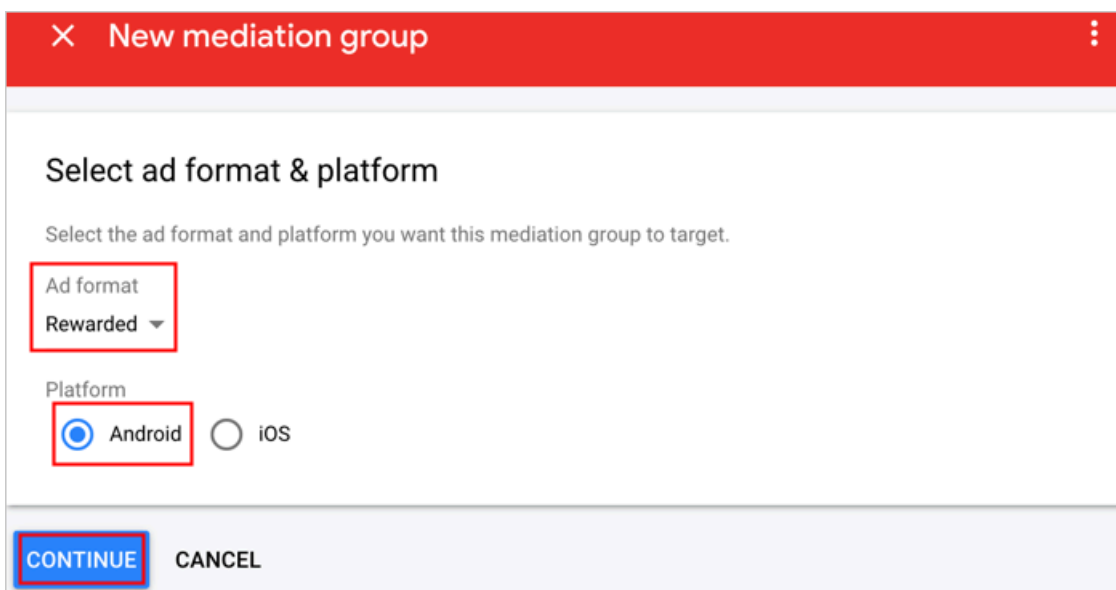 New mediation group
Select ad format & platform
Select the ad format and platform you want this mediation group to target.
Ad format
Rewarded
Platform
Android iOS
CONTINUE CANCEL